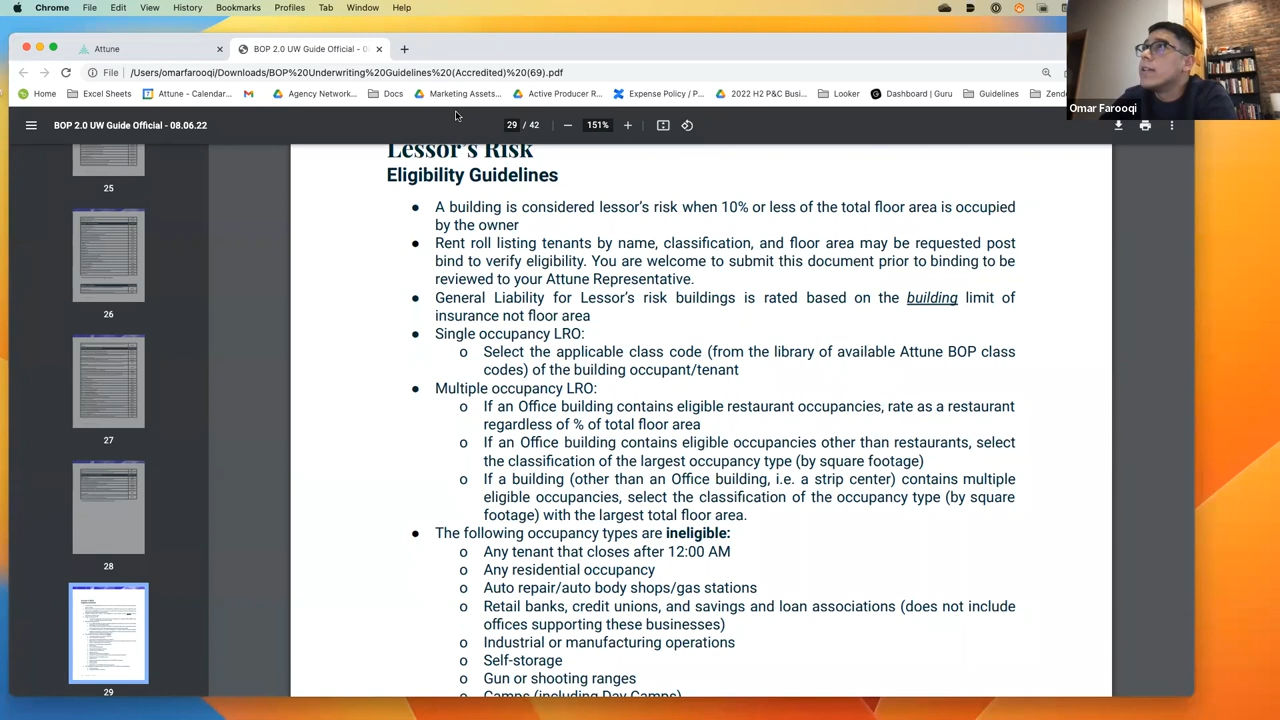 Chrome File Edit View History Bookmarks Profiles Tab Window Help
Attune
BOP 2.0 UW Guide Official - 0
File /Users/omarfarooqi/Downloads/BOP%20Underwriting%20Guidelines%20(Accredited)%20(69).pdf
Home Excel Sheets Attune - Calendar... Agency Network... Docs Marketing Assets... Active Producer R... Expense Policy / P... 2022 H2 P&C Busi... Looker Dashboard | Guru Guidelines Zend
Omar Farooqi
BOP 2.0 UW Guide Official - 08.06.22 29 / 42 151%
25
26
27
28
29
Lessor's Risk
Eligibility Guidelines
● A building is considered lessor's risk when 10% or less of the total floor area is occupied
by the owner
● Rent roll listing tenants by name, classification, and floor area may be requested post
bind to verify eligibility. You are welcome to submit this document prior to binding to be
reviewed to your Attune Representative.
● General Liability for Lessor's risk buildings is rated based on the building limit of
insurance not floor area
● Single occupancy LRO:
o Select the applicable class code (from the library of available Attune BOP class
codes) of the building occupant/tenant
● Multiple occupancy LRO:
o If an Office building contains eligible restaurant occupancies, rate as a restaurant
regardless of % of total floor area
o If an Office building contains eligible occupancies other than restaurants, select
the classification of the largest occupancy type (by square footage)
o If a building (other than an Office building, i.e. a strip center) contains multiple
eligible occupancies, select the classification of the occupancy type (by square
footage) with the largest total floor area.
● The following occupancy types are ineligible:
o Any tenant that closes after 12:00 AM
o Any residential occupancy
o Auto repair/auto body shops/gas stations
o Retail banks, credit unions, and savings and loan associations (does not include
offices supporting these businesses)
o Industrial or manufacturing operations
o Self-storage
o Gun or shooting ranges
o Camps (including Day Camps)